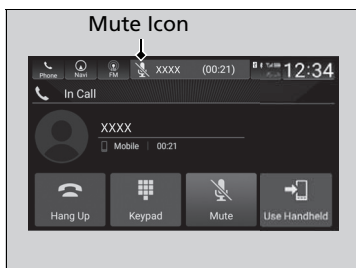 Mute Icon
Phone Navi FM XXXX (00:21) 12:34
In Call
XXXX
Mobile 00:21
Hang Up Keypad Mute Use Handheld